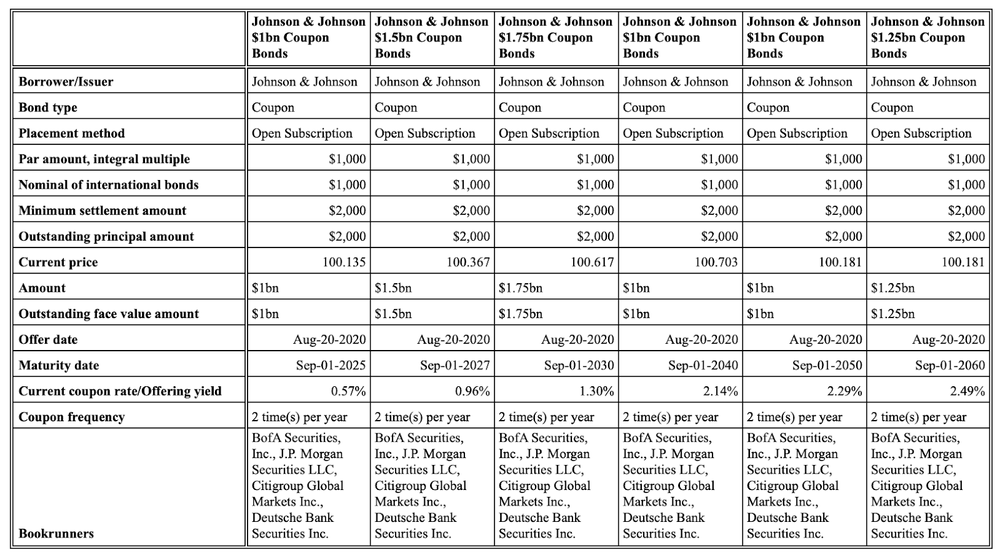 Johnson & Johnson $1bn Coupon Bonds | Johnson & Johnson $1.5bn Coupon Bonds | Johnson & Johnson $1.75bn Coupon Bonds | Johnson & Johnson $1bn Coupon Bonds | Johnson & Johnson $1bn Coupon Bonds | Johnson & Johnson $1.25bn Coupon Bonds
Borrower/Issuer | Johnson & Johnson | Johnson & Johnson | Johnson & Johnson | Johnson & Johnson | Johnson & Johnson | Johnson & Johnson
Bond type | Coupon | Coupon | Coupon | Coupon | Coupon | Coupon
Placement method | Open Subscription | Open Subscription | Open Subscription | Open Subscription | Open Subscription | Open Subscription
Par amount, integral multiple | $1,000 | $1,000 | $1,000 | $1,000 | $1,000 | $1,000
Nominal of international bonds | $1,000 | $1,000 | $1,000 | $1,000 | $1,000 | $1,000
Minimum settlement amount | $2,000 | $2,000 | $2,000 | $2,000 | $2,000 | $2,000
Outstanding principal amount | $2,000 | $2,000 | $2,000 | $2,000 | $2,000 | $2,000
Current price | 100.135 | 100.367 | 100.617 | 100.703 | 100.181 | 100.181
Amount | $1bn | $1.5bn | $1.75bn | $1bn | $1bn | $1.25bn
Outstanding face value amount | $1bn | $1.5bn | $1.75bn | $1bn | $1bn | $1.25bn
Offer date | Aug-20-2020 | Aug-20-2020 | Aug-20-2020 | Aug-20-2020 | Aug-20-2020 | Aug-20-2020
Maturity date | Sep-01-2025 | Sep-01-2027 | Sep-01-2030 | Sep-01-2040 | Sep-01-2050 | Sep-01-2060
Current coupon rate/Offering yield | 0.57% | 0.96% | 1.30% | 2.14% | 2.29% | 2.49%
Coupon frequency | 2 time(s) per year | 2 time(s) per year | 2 time(s) per year | 2 time(s) per year | 2 time(s) per year | 2 time(s) per year
Bookrunners | BofA Securities, Inc., J.P. Morgan Securities LLC, Citigroup Global Markets Inc., Deutsche Bank Securities Inc. | BofA Securities, Inc., J.P. Morgan Securities LLC, Citigroup Global Markets Inc., Deutsche Bank Securities Inc. | BofA Securities, Inc., J.P. Morgan Securities LLC, Citigroup Global Markets Inc., Deutsche Bank Securities Inc. | BofA Securities, Inc., J.P. Morgan Securities LLC, Citigroup Global Markets Inc., Deutsche Bank Securities Inc. | BofA Securities, Inc., J.P. Morgan Securities LLC, Citigroup Global Markets Inc., Deutsche Bank Securities Inc. | BofA Securities, Inc., J.P. Morgan Securities LLC, Citigroup Global Markets Inc., Deutsche Bank Securities Inc.